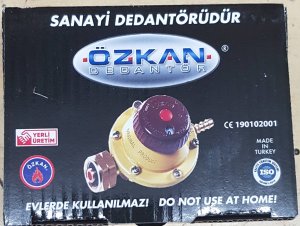 SANAYİ DEDANTÖRÜDÜR
ÖZKAN®
DEDANTÖR
YERLİ
ÜRETİM
CE 190102001
MADE
IN
TURKEY
ÖZKAN
ISO
EVLERDE KULLANILMAZ! DO NOT USE AT HOME!